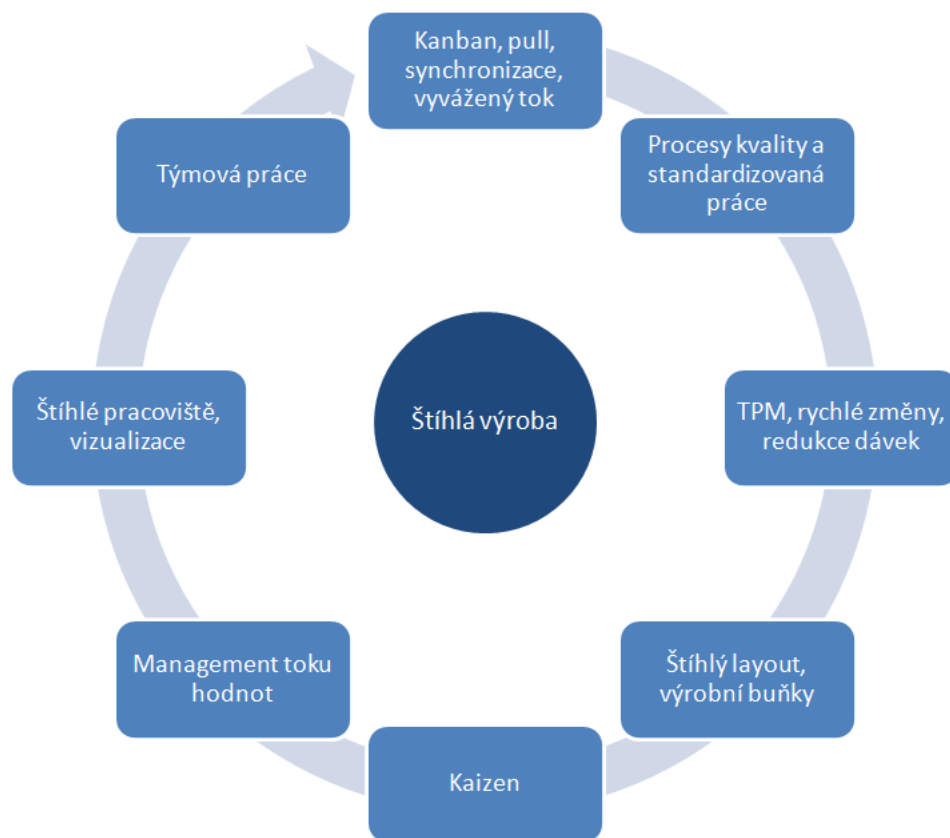 Kanban, pull,
synchronizace,
vyvážený tok
Procesy kvality a
standardizovaná
práce
TPM, rychlé změny,
redukce dávek
Štíhlý layout,
výrobní buňky
Kaizen
Management toku
hodnot
Štíhlé pracoviště,
vizualizace
Týmová práce
Štíhlá výroba